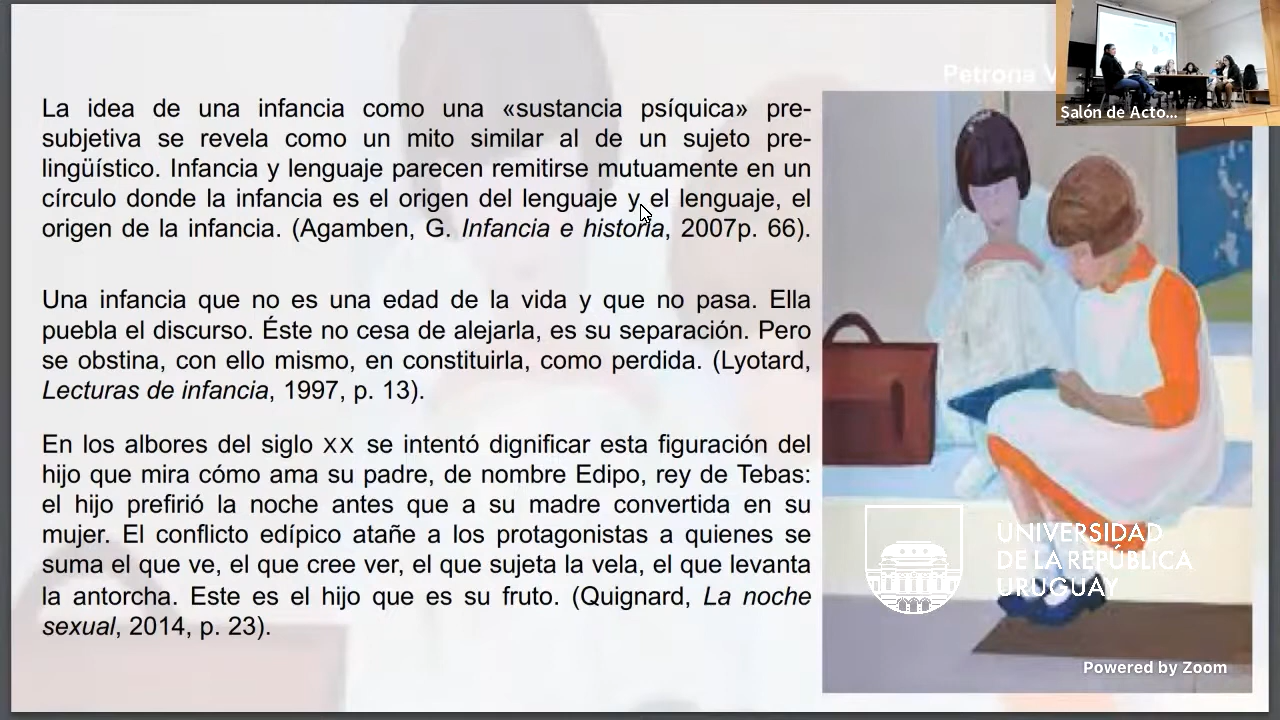 Petrona V
Salón de Acto...
La idea de una infancia como una «sustancia psíquica» pre-
subjetiva se revela como un mito similar al de un sujeto pre-
lingüístico. Infancia y lenguaje parecen remitirse mutuamente en un
círculo donde la infancia es el origen del lenguaje y el lenguaje, el
origen de la infancia. (Agamben, G. Infancia e historia, 2007p. 66).
Una infancia que no es una edad de la vida y que no pasa. Ella
puebla el discurso. Éste no cesa de alejarla, es su separación. Pero
se obstina, con ello mismo, en constituirla, como perdida. (Lyotard,
Lecturas de infancia, 1997, p. 13).
En los albores del siglo XX se intentó dignificar esta figuración del
hijo que mira cómo ama su padre, de nombre Edipo, rey de Tebas:
el hijo prefirió la noche antes que a su madre convertida en su
mujer. El conflicto edípico atañe a los protagonistas a quienes se
suma el que ve, el que cree ver, el que sujeta la vela, el que levanta
la antorcha. Este es el hijo que es su fruto. (Quignard, La noche
sexual, 2014, p. 23).
UNIVERSIDAD
DE LA REPÚBLICA
URUGUAY
Powered by Zoom